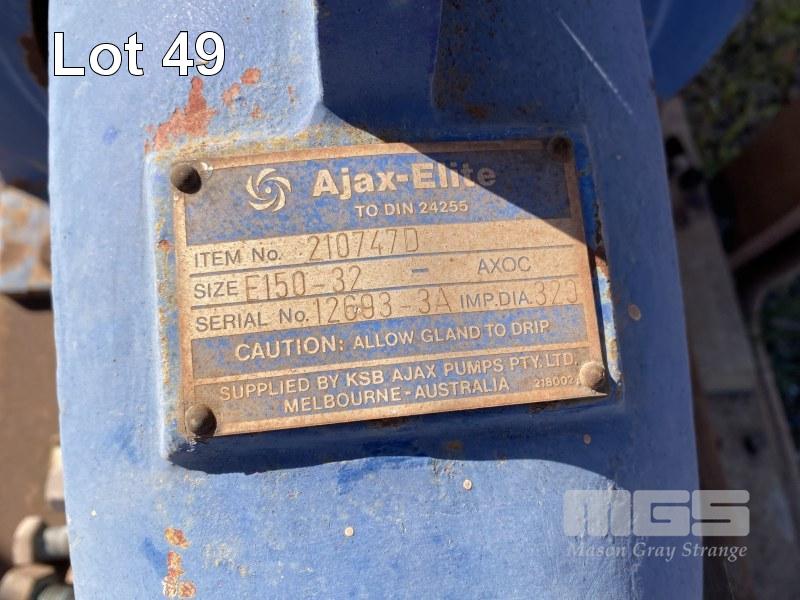 Lot 49
Ajax-Elite
TO DIN 24255
ITEM No. 210747D
SIZE E150-32 - AXOC
SERIAL No. 12693-3A IMP.DIA. 323
CAUTION: ALLOW GLAND TO DRIP
SUPPLIED BY KSB AJAX PUMPS PTY. LTD.
MELBOURNE-AUSTRALIA 218002A
MGS
Mason Gray Strange